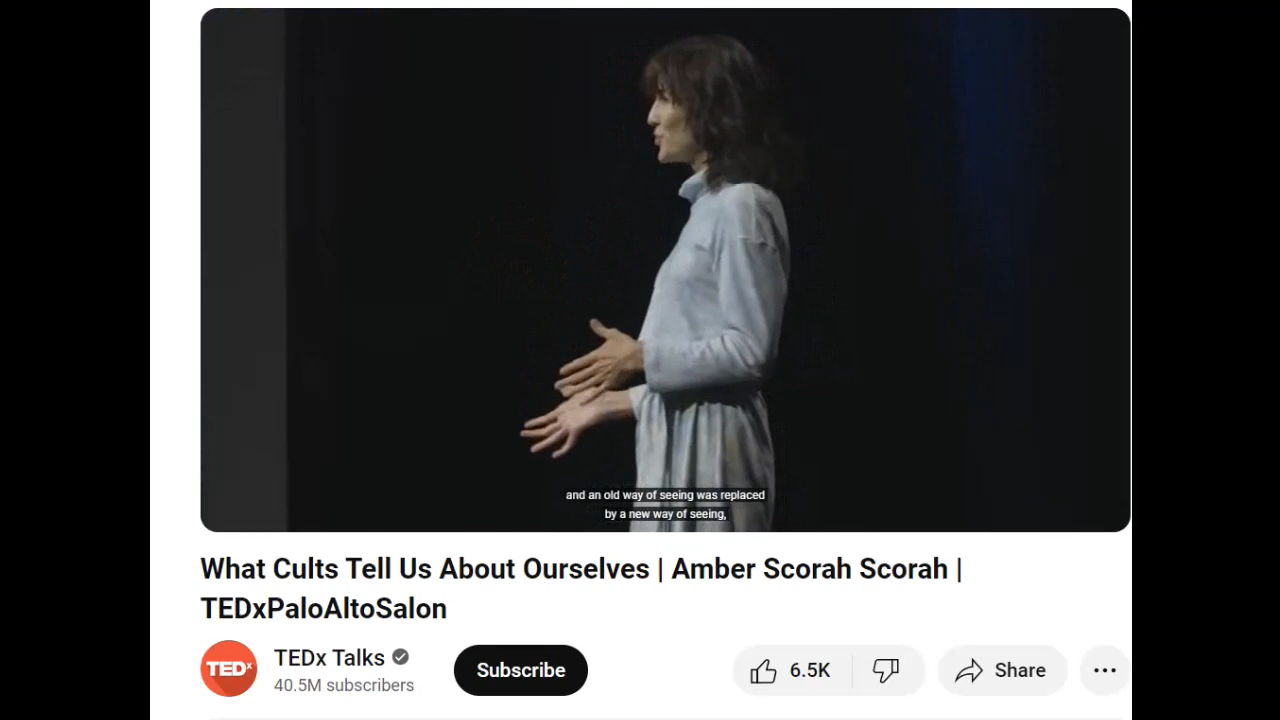 and an old way of seeing was replaced
by a new way of seeing,
What Cults Tell Us About Ourselves | Amber Scorah Scorah |
TEDxPaloAltoSalon
TEDx
TEDx Talks
40.5M subscribers
Subscribe
6.5K
Share